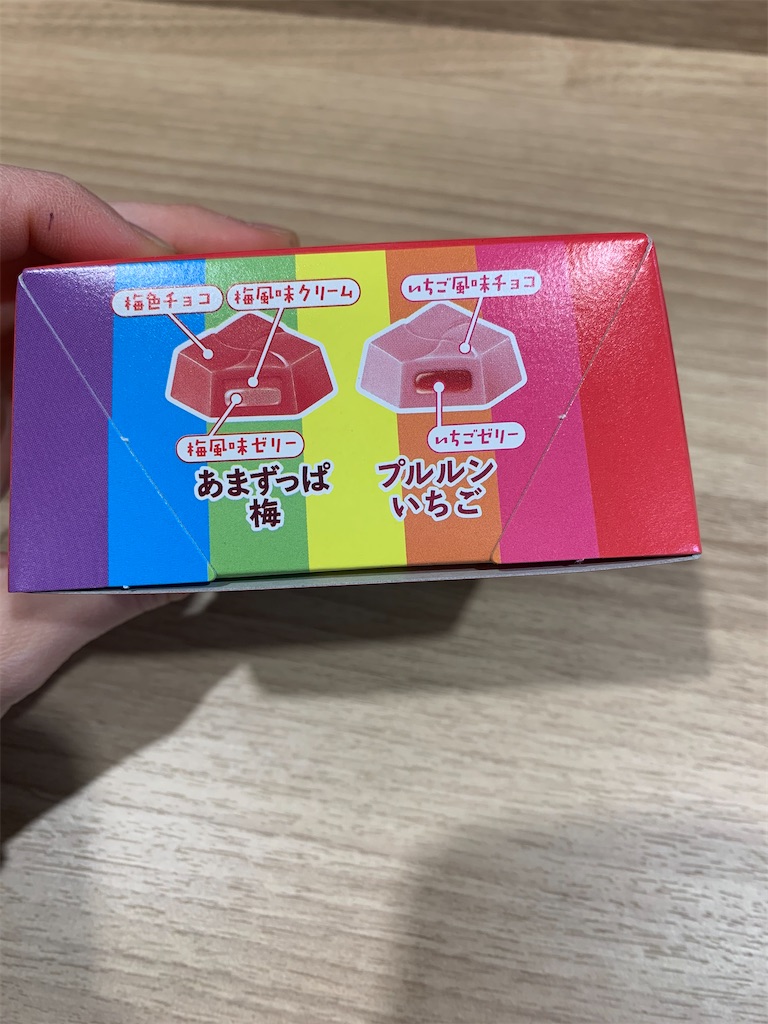 梅色チョコ
梅風味クリーム
梅風味ゼリー
あまずっぱ
梅
いちご風味チョコ
いちごゼリー
プルルン
いちご